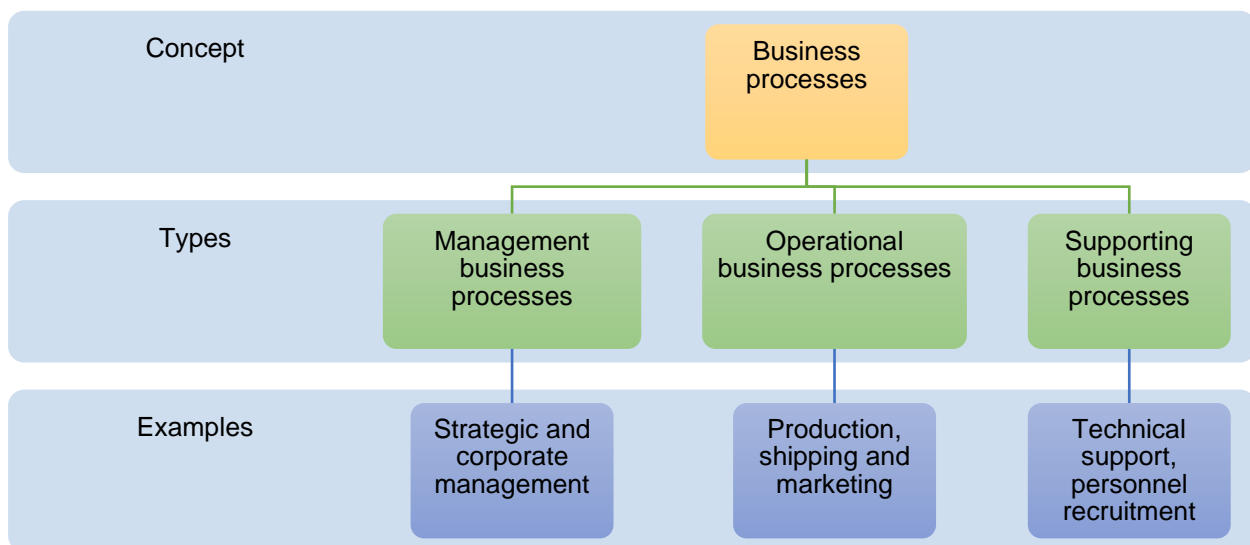 Concept
Business
processes
Types
Management
business
processes
Operational
business processes
Supporting
business
processes
Examples
Strategic and
corporate
management
Production,
shipping and
marketing
Technical
support,
personnel
recruitment